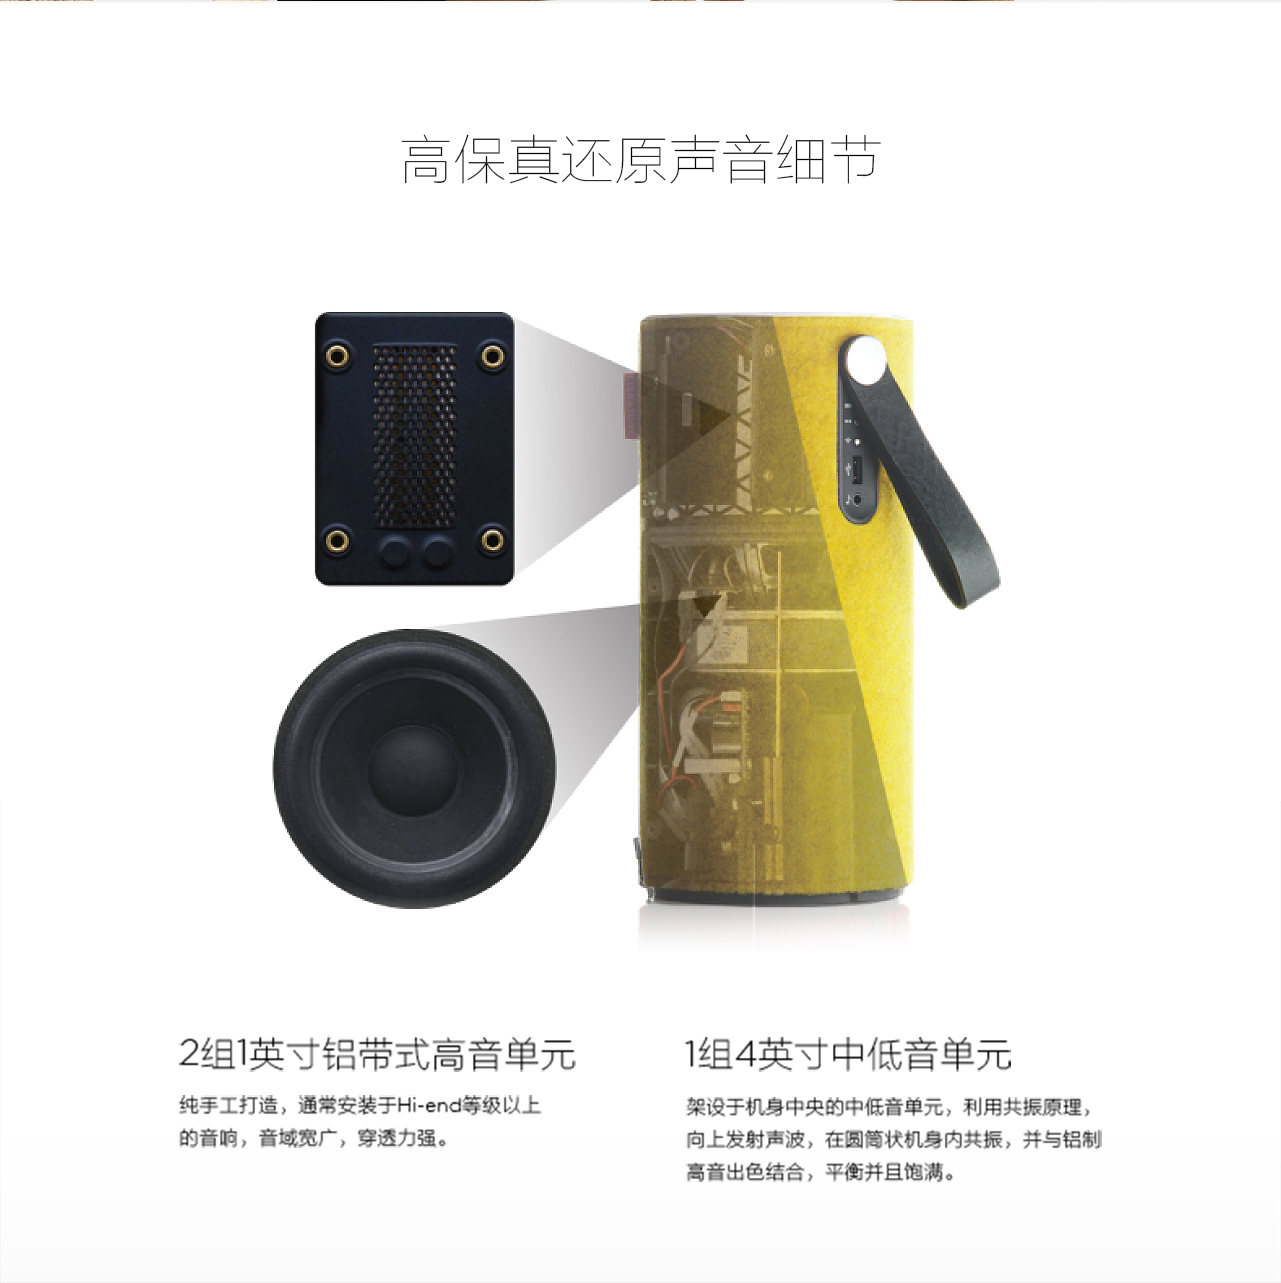 高保真还原声音细节
2组1英寸铝带式高音单元
纯手工打造，通常安装于Hi-end等级以上
的音响，音域宽广，穿透力强。
1组4英寸中低音单元
架设于机身中央的中低音单元，利用共振原理，
向上发射声波，在圆筒状机身内共振，并与铝制
高音出色结合，平衡并且饱满。